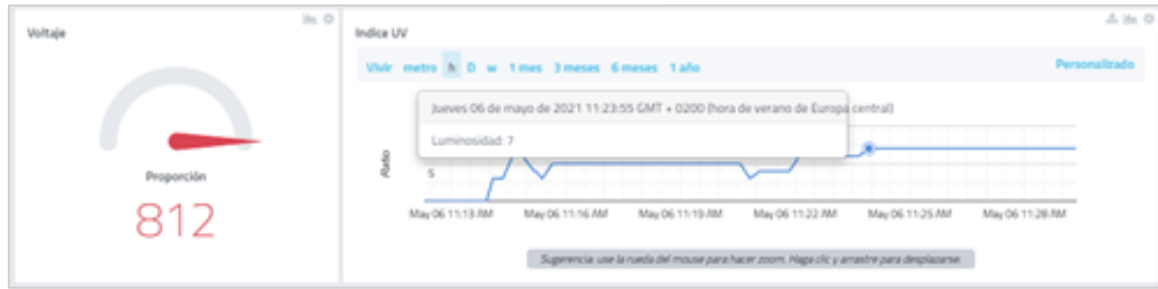 Voltaje
Proporción
812
Indice UV
Vivir metro h D w 1 mes 3 meses 6 meses 1 año Personalizado
Jueves 06 de mayo de 2021 11:23:55 GMT + 0200 (hora de verano de Europa central)
Luminosidad: 7
Ratio
5
May 06 11:13 AM May 06 11:16 AM May 06 11:19 AM May 06 11:22 AM May 06 11:25 AM May 06 11:28 AM
Sugerencia: use la rueda del mouse para hacer zoom. Haga clic y arrastre para desplazarse.